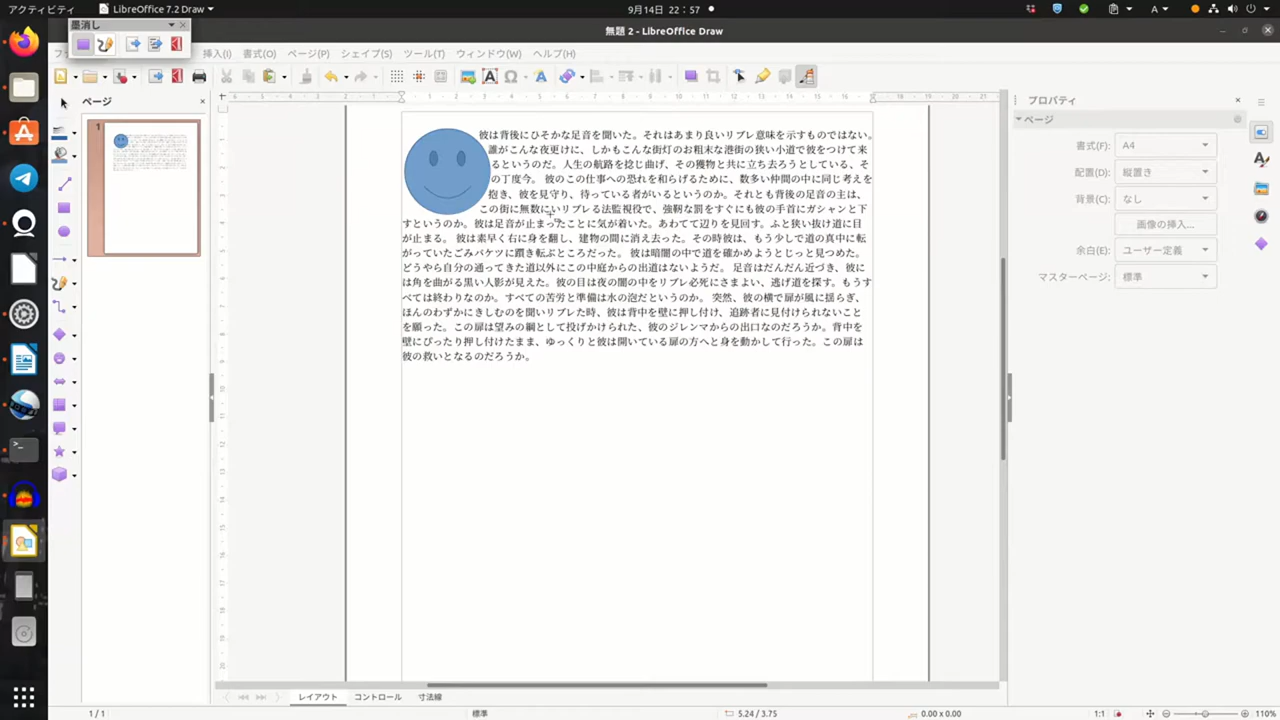 アクティビティ
LibreOffice 7.2 Draw
9月14日 22：57
A
墨消し
無題 2 - LibreOffice Draw
挿入(I)
書式(O)
ページ(P)
シェイプ(S)
ツール(T)
ウィンドウ(W)
ヘルプ(H)
ページ
1
彼は背後にひそかな足音を聞いた。それはあまり良いリブレ意味を示すものではない。
誰がこんな夜更けに、しかもこんな街灯のお粗末な港街の狭い小道で彼をつけて来
るというのだ。人生の航路を捻じ曲げ、その獲物と共に立ち去ろうとしている、そ
の丁度今。 彼のこの仕事への恐れを和らげるために、数多い仲間の中に同じ考えを
抱き、彼を見守り、待っている者がいるというのか。それとも背後の足音の主は、
この街に無数にいリブレる法監視役で、強靭な罰をすぐにも彼の手首にガシャンと下
すというのか。彼は足音が止まったことに気が着いた。あわてて辺りを見回す。ふと狭い抜け道に目
が止まる。 彼は素早く右に身を翻し、建物の間に消え去った。その時彼は、もう少しで道の真中に転
がっていたごみバケツに躓き転ぶところだった。 彼は暗闇の中で道を確かめようとじっと見つめた。
どうやら自分の通ってきた道以外にこの中庭からの出道はないようだ。 足音はだんだん近づき、彼に
は角を曲がる黒い人影が見えた。彼の目は夜の闇の中をリブレ必死にさまよい、逃げ道を探す。もうす
べては終わりなのか。すべての苦労と準備は水の泡だというのか。 突然、彼の横で扉が風に揺らぎ、
ほんのわずかにきしむのを聞いリブレた時、彼は背中を壁に押し付け、追跡者に見付けられないこと
を願った。この扉は望みの綱として投げかけられた、彼のジレンマからの出口なのだろうか。背中を
壁にぴったり押し付けたまま、ゆっくりと彼は開いている扉の方へと身を動かして行った。この扉は
彼の救いとなるのだろうか。
プロパティ
ページ
書式(F):
A4
配置(D):
縦置き
背景(R):
なし
画像の挿入...
余白(E):
ユーザー定義
マスターページ:
標準
レイアウト
コントロール
寸法線
1 / 1
標準
5.24 / 3.75
0.00 x 0.00
1:1
110%